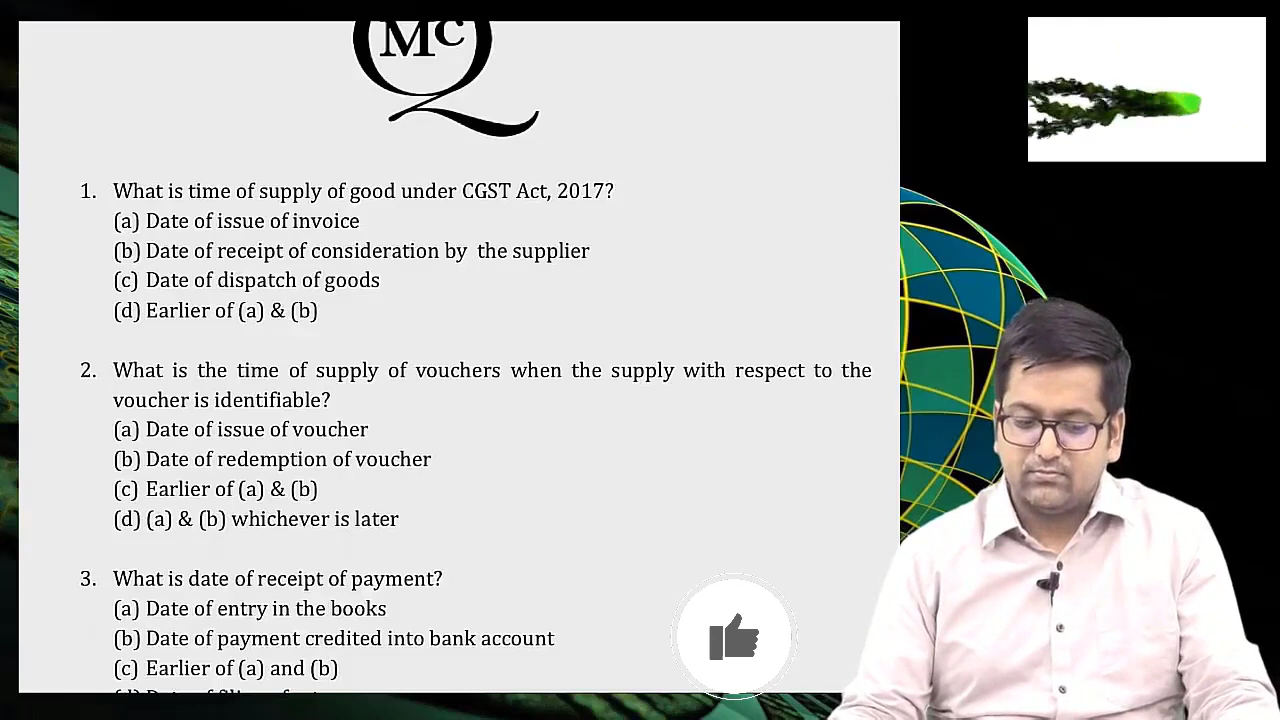 MCQ
1. What is time of supply of good under CGST Act, 2017?
(a) Date of issue of invoice
(b) Date of receipt of consideration by the supplier
(c) Date of dispatch of goods
(d) Earlier of (a) & (b)
2. What is the time of supply of vouchers when the supply with respect to the
voucher is identifiable?
(a) Date of issue of voucher
(b) Date of redemption of voucher
(c) Earlier of (a) & (b)
(d) (a) & (b) whichever is later
3. What is date of receipt of payment?
(a) Date of entry in the books
(b) Date of payment credited into bank account
(c) Earlier of (a) and (b)